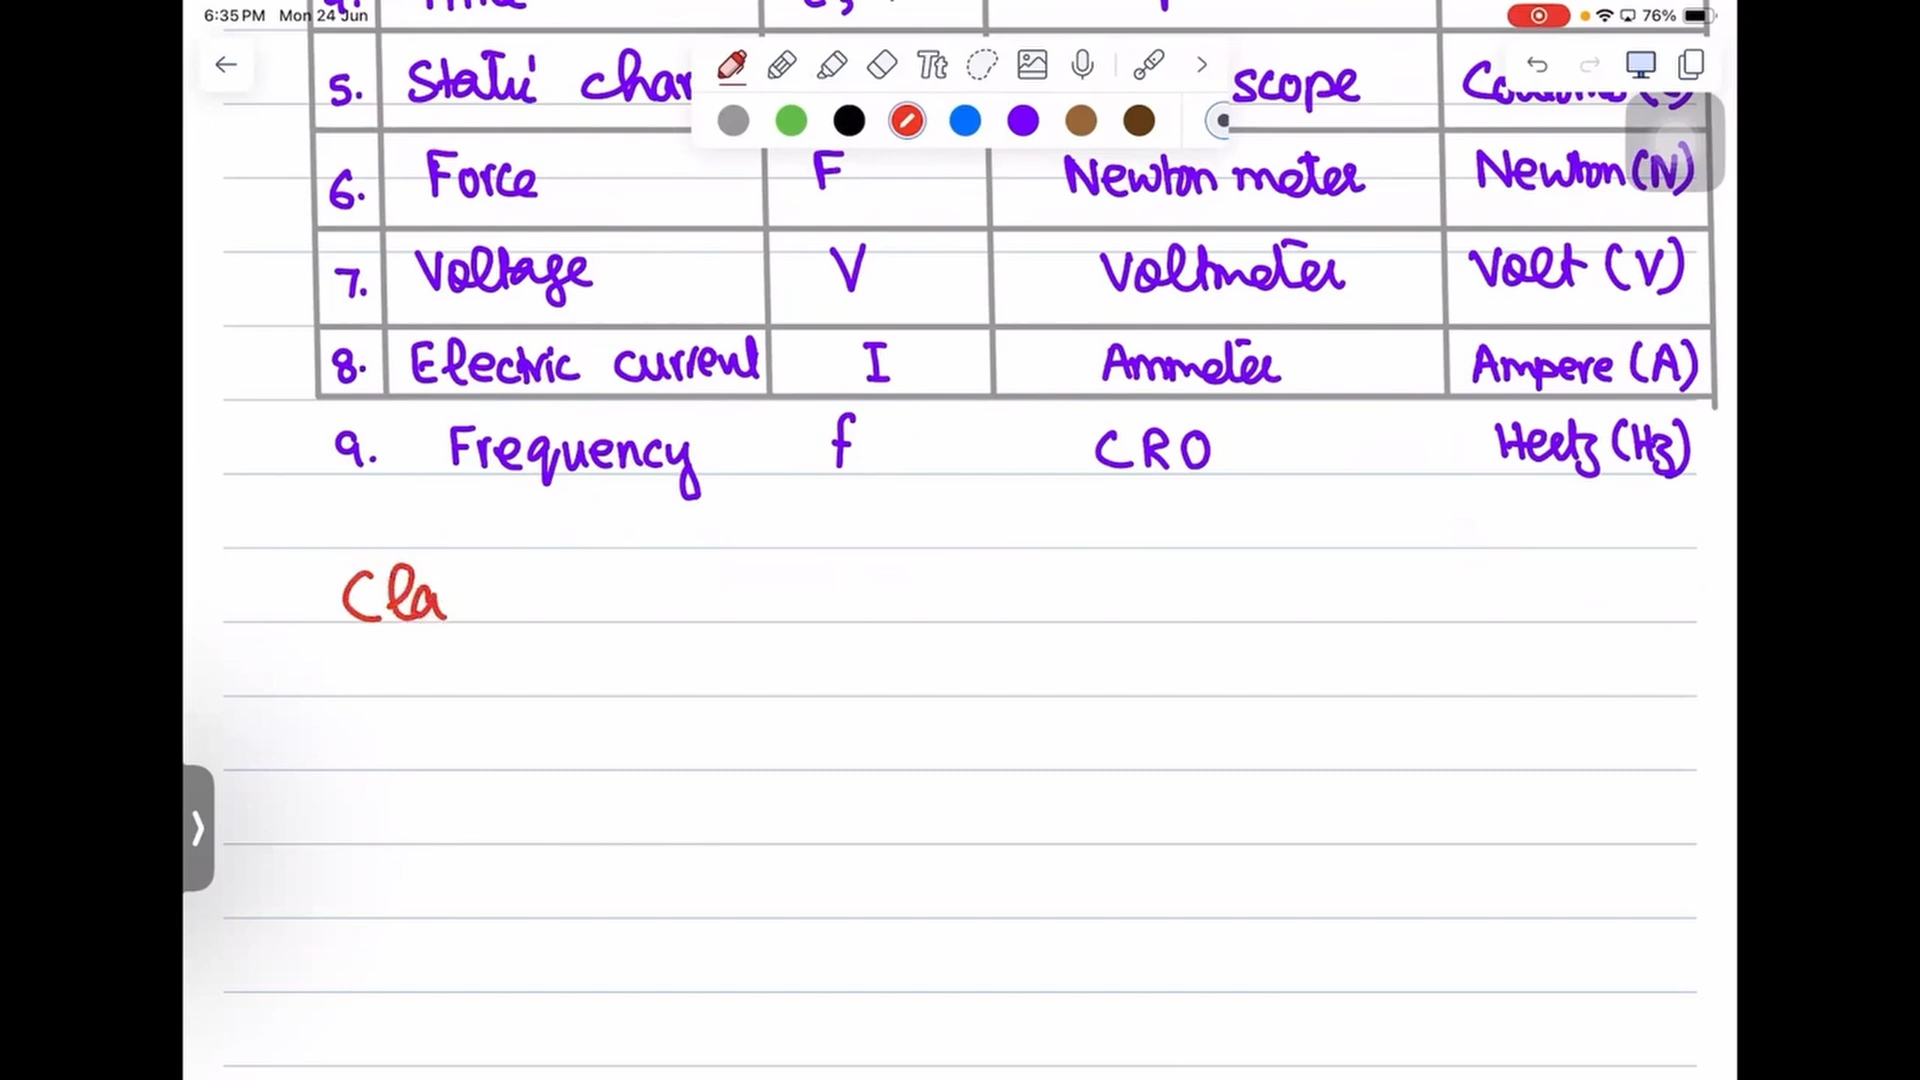 6:35 PM Mon 24 Jun 76%
5. Static scope
6. Force F Newton meter Newton (N)
7. Voltage V Voltmeter Volt (V)
8. Electric current I Ammeter Ampere (A)
9. Frequency f CRO Hertz (Hz)
Cla